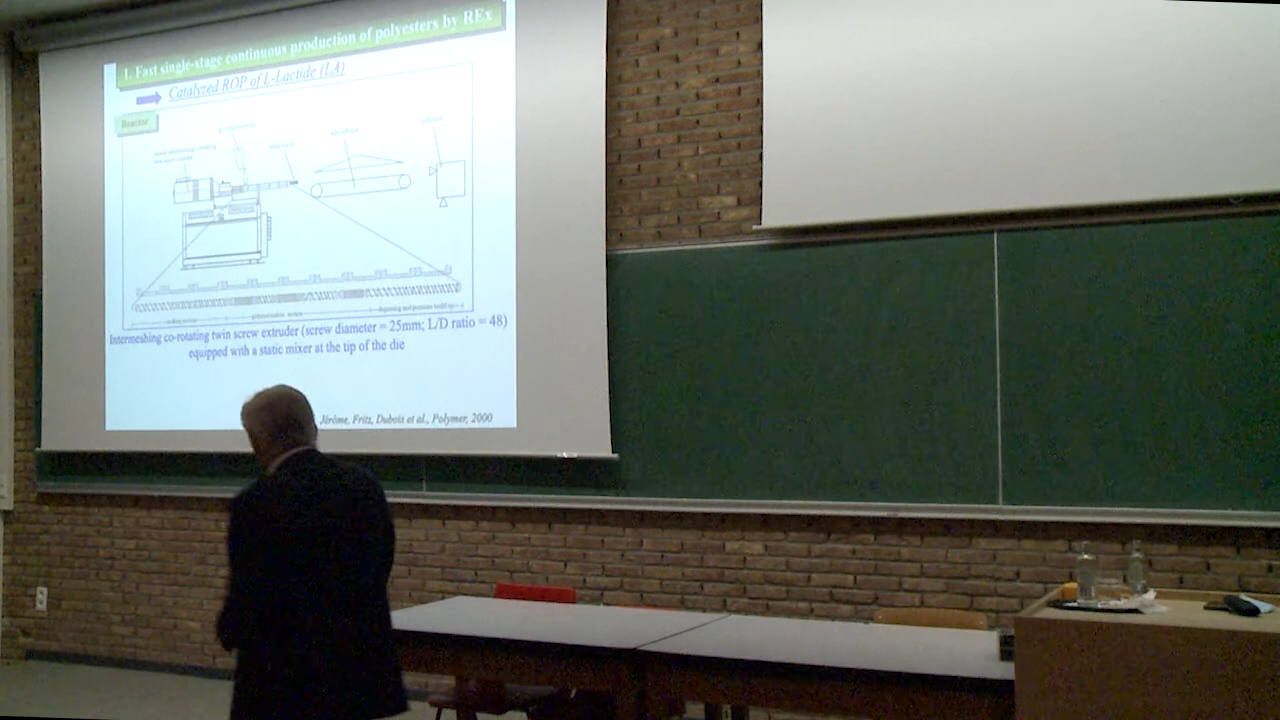 1. Fast single-stage continuous production of polyesters by REx
Catalyzed ROP of L-Lactide (LA)
Reactor
Intermeshing co-rotating twin screw extruder (screw diameter = 25mm; L/D ratio = 48)
equipped with a static mixer at the tip of the die
Jérôme, Fritz, Dubois et al., Polymer, 2000